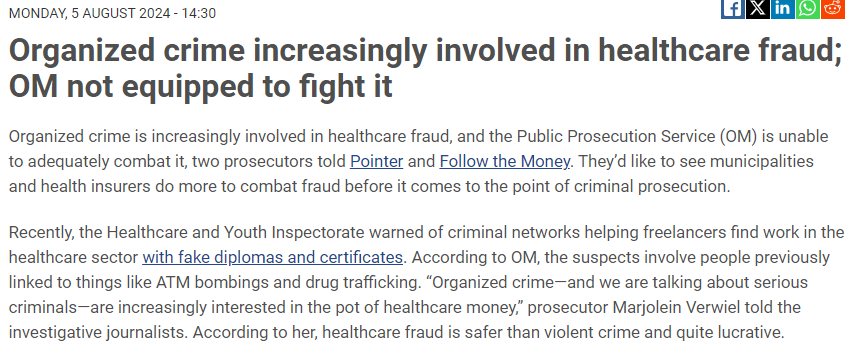 MONDAY, 5 AUGUST 2024 - 14:30
Organized crime increasingly involved in healthcare fraud;
OM not equipped to fight it
Organized crime is increasingly involved in healthcare fraud, and the Public Prosecution Service (OM) is unable
to adequately combat it, two prosecutors told Pointer and Follow the Money. They’d like to see municipalities
and health insurers do more to combat fraud before it comes to the point of criminal prosecution.
Recently, the Healthcare and Youth Inspectorate warned of criminal networks helping freelancers find work in the
healthcare sector with fake diplomas and certificates. According to OM, the suspects involve people previously
linked to things like ATM bombings and drug trafficking. “Organized crime—and we are talking about serious
criminals—are increasingly interested in the pot of healthcare money,” prosecutor Marjolein Verwiel told the
investigative journalists. According to her, healthcare fraud is safer than violent crime and quite lucrative.